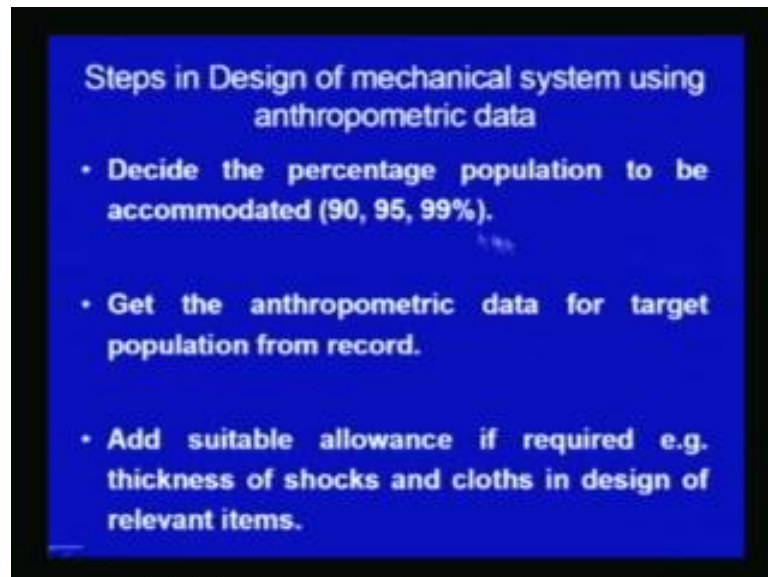 Steps in Design of mechanical system using
anthropometric data
• Decide the percentage population to be
accommodated (90, 95, 99%).
• Get the anthropometric data for target
population from record.
• Add suitable allowance if required e.g.
thickness of shocks and cloths in design of
relevant items.